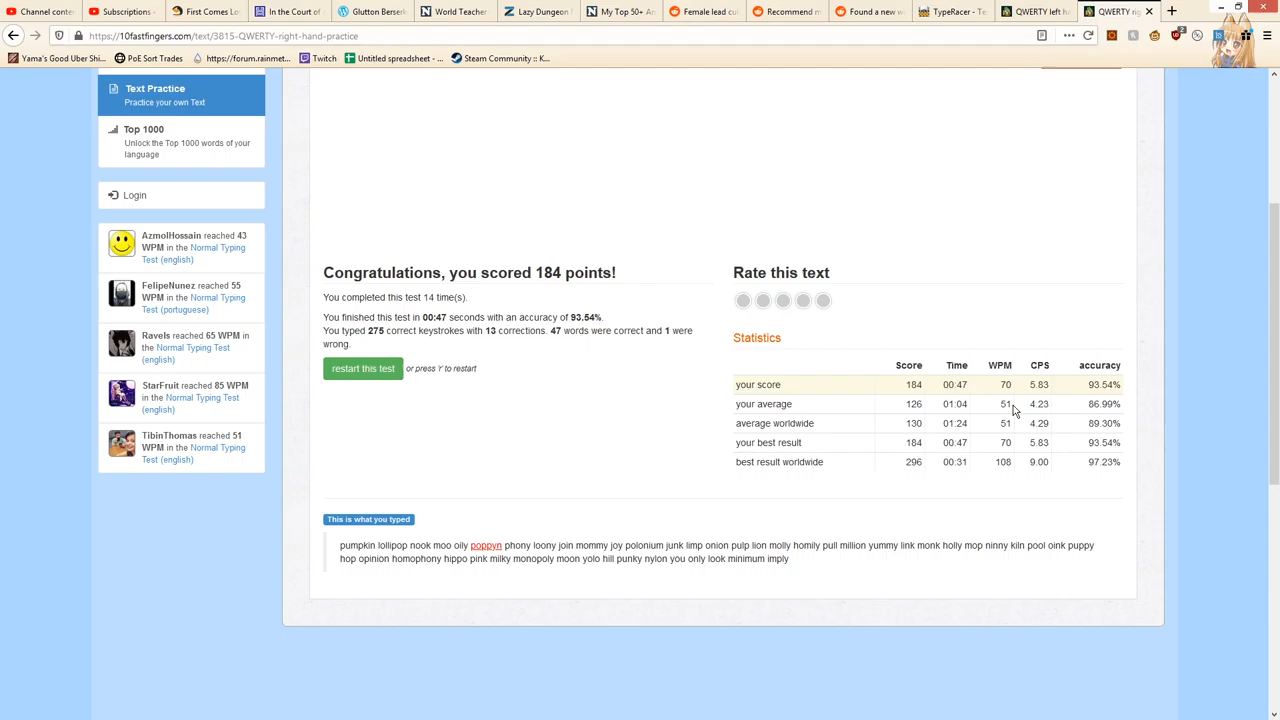 Channel conten
Subscriptions -
First Comes Lo
In the Court of
Glutton Berserk
World Teacher
Lazy Dungeon
My Top 50+ An
Female lead cu
Recommend m
Found a new w
TypeRacer - Te
QWERTY left ha
QWERTY rig
https://10fastfingers.com/text/3815-QWERTY-right-hand-practice
Yama's Good Uber Shi...
PoE Sort Trades
https://forum.rainmet...
Twitch
Untitled spreadsheet - ...
Steam Community :: K...
Text Practice
Practice your own Text
Top 1000
Unlock the Top 1000 words of your
language
Login
AzmolHossain reached 43
WPM in the Normal Typing
Test (english)
FelipeNunez reached 55
WPM in the Normal Typing
Test (portuguese)
Ravels reached 65 WPM in
the Normal Typing Test
(english)
StarFruit reached 85 WPM
in the Normal Typing Test
(english)
TibinThomas reached 51
WPM in the Normal Typing
Test (english)
Congratulations, you scored 184 points!
You completed this test 14 time(s).
You finished this test in 00:47 seconds with an accuracy of 93.54%.
You typed 275 correct keystrokes with 13 corrections. 47 words were correct and 1 were
wrong.
restart this test or press 'r' to restart
Rate this text
Statistics
Score Time WPM CPS accuracy
your score 184 00:47 70 5.83 93.54%
your average 126 01:04 51 4.23 86.99%
average worldwide 130 01:24 51 4.29 89.30%
your best result 184 00:47 70 5.83 93.54%
best result worldwide 296 00:31 108 9.00 97.23%
This is what you typed
pumpkin lollipop nook moo oily poppyn phony loony join mommy joy polonium junk limp onion pulp lion molly homily pull million yummy link monk holly mop ninny kiln pool oink puppy
hop opinion homophony hippo pink milky monopoly moon yolo hill punky nylon you only look minimum imply